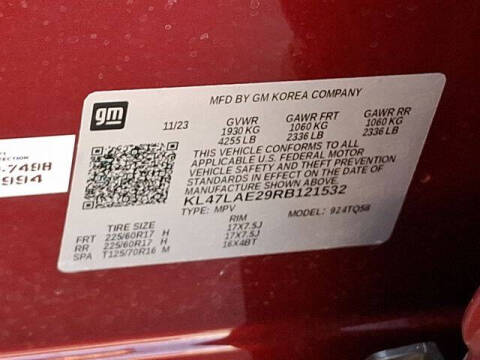 MFD BY GM KOREA COMPANY
gm
11/23 GVWR GAWR FRT GAWR RR
1930 KG 1060 KG 1060 KG
4255 LB 2336 LB 2336 LB
THIS VEHICLE CONFORMS TO ALL
APPLICABLE U.S. FEDERAL MOTOR
VEHICLE SAFETY AND THEFT PREVENTION
STANDARDS IN EFFECT ON THE DATE OF
MANUFACTURE SHOWN ABOVE.
KL47LAE29RB121532
TYPE: MPV MODEL: 924TQ58
TIRE SIZE RIM
FRT 225/60R17 H 17X7.5J
RR 225/60R17 H 17X7.5J
SPA T125/70R16 M 16X4BT
7498
994